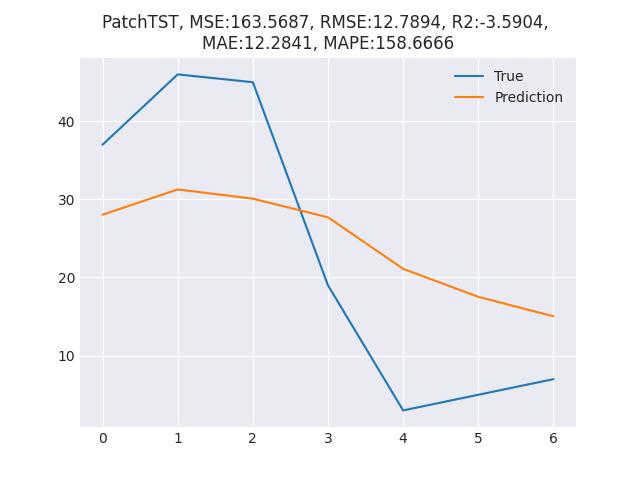 PatchTST, MSE:163.5687, RMSE:12.7894, R2:-3.5904,
MAE:12.2841, MAPE:158.6666
True
Prediction
40
30
20
10
0 1 2 3 4 5 6